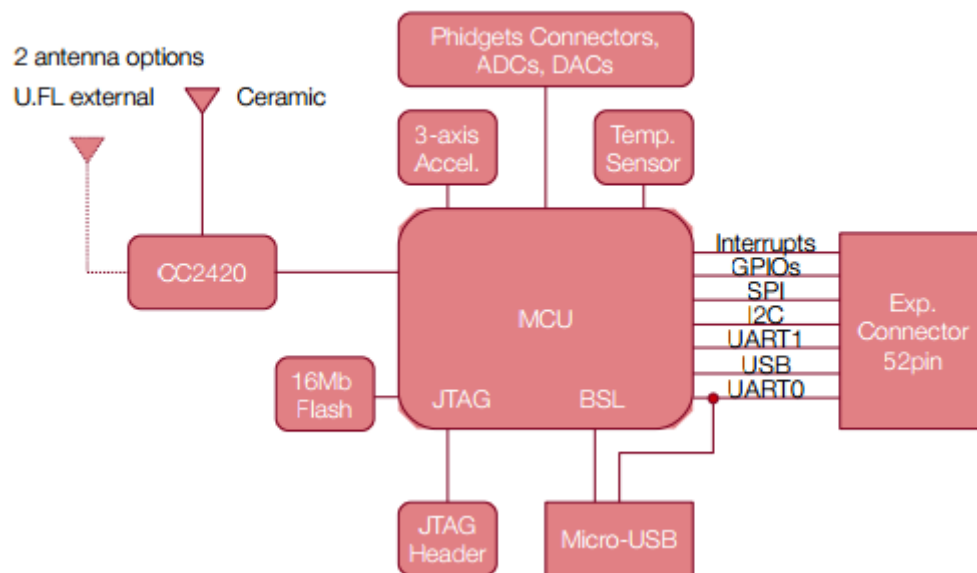 2 antenna options
U.FL external
Ceramic
Phidgets Connectors,
ADCs, DACs
3-axis
Accel.
Temp.
Sensor
CC2420
MCU
Interrupts
GPIOs
SPI
I2C
UART1
USB
UART0
Exp.
Connector
52pin
16Mb
Flash
JTAG
BSL
JTAG
Header
Micro-USB